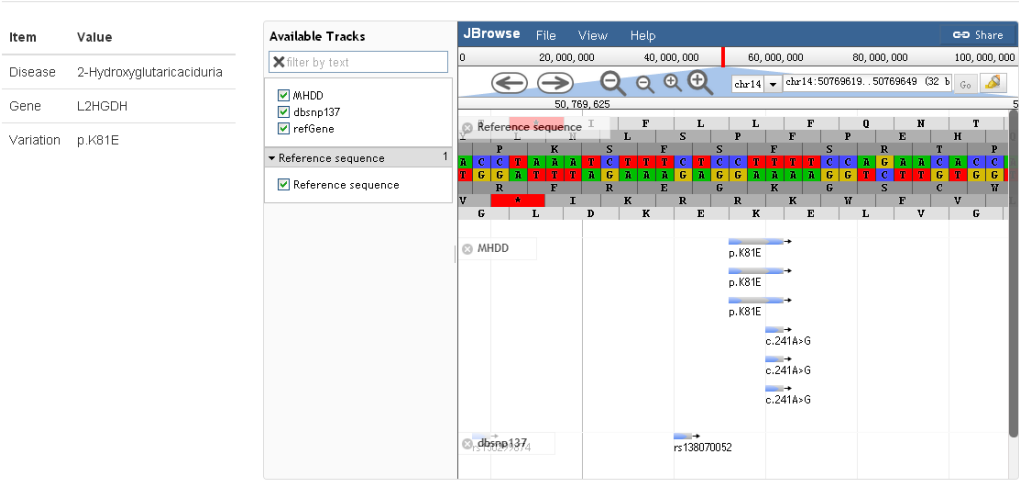 Item Value
Disease 2-Hydroxyglutaricaciduria
Gene L2HGDH
Variation p.K81E
Available Tracks
filter by text
MHDD
dbsnp137
refGene
Reference sequence 1
Reference sequence
JBrowse File View Help Share
0 20,000,000 40,000,000 60,000,000 80,000,000 100,000,000
chr14 chr14:50769619..50769649 (32 b Go
50,769,625
Reference sequence
I F L L F Q N T
L S P F F P E H
P K S F S F S R T P
A C C T A A A T C T T T C T C C T T T T C C A G A A C A C C
T G G A T T T A G A A A G A G G A A A A G G T C T T G T G G
R F R E G K G S C W
V * I K R R K W F V
G L D K E K E L V G
MHDD
p.K81E
p.K81E
p.K81E
c.241A>G
c.241A>G
c.241A>G
dbsnp137
rs138070052